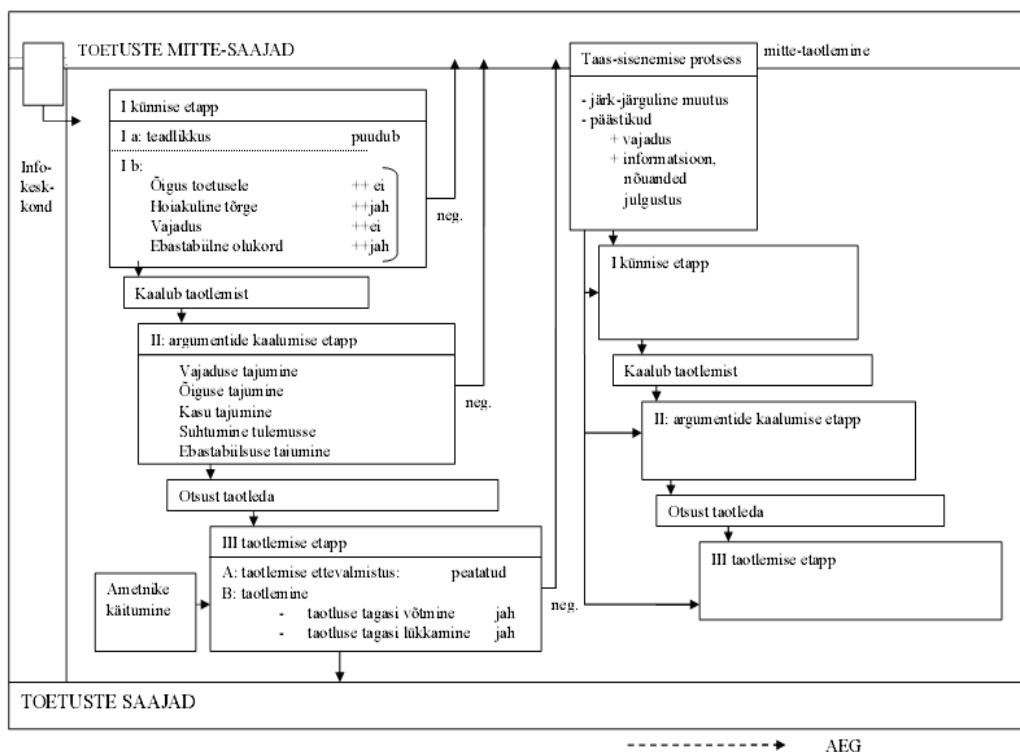 TOETUSTE MITTE-SAAJAD
mitte-taotlemine
Info-
kesk-
kond
I künnise etapp
I a: teadlikkus puudub
I b:
Õigus toetusele ++ ei
Hoiakuline tõrge ++jah
Vajadus ++ei
Ebastabiilne olukord ++jah
neg.
Kaalub taotlemist
II: argumentide kaalumise etapp
Vajaduse tajumine
Õiguse tajumine
Kasu tajumine
Suhtumine tulemusse
Ebastabiilsuse tajumine
neg.
Otsust taotleda
Ametnike
käitumine
III taotlemise etapp
A: taotlemise ettevalmistus: peatatud
B: taotlemine
- taotluse tagasi võtmine jah
- taotluse tagasi lükkamine jah
neg.
Taas-sisenemise protsess
- järk-järguline muutus
- päästikud
+ vajadus
+ informatsioon,
nõuanded
julgustus
I künnise etapp
Kaalub taotlemist
II: argumentide kaalumise etapp
Otsust taotleda
III taotlemise etapp
TOETUSTE SAAJAD
AEG